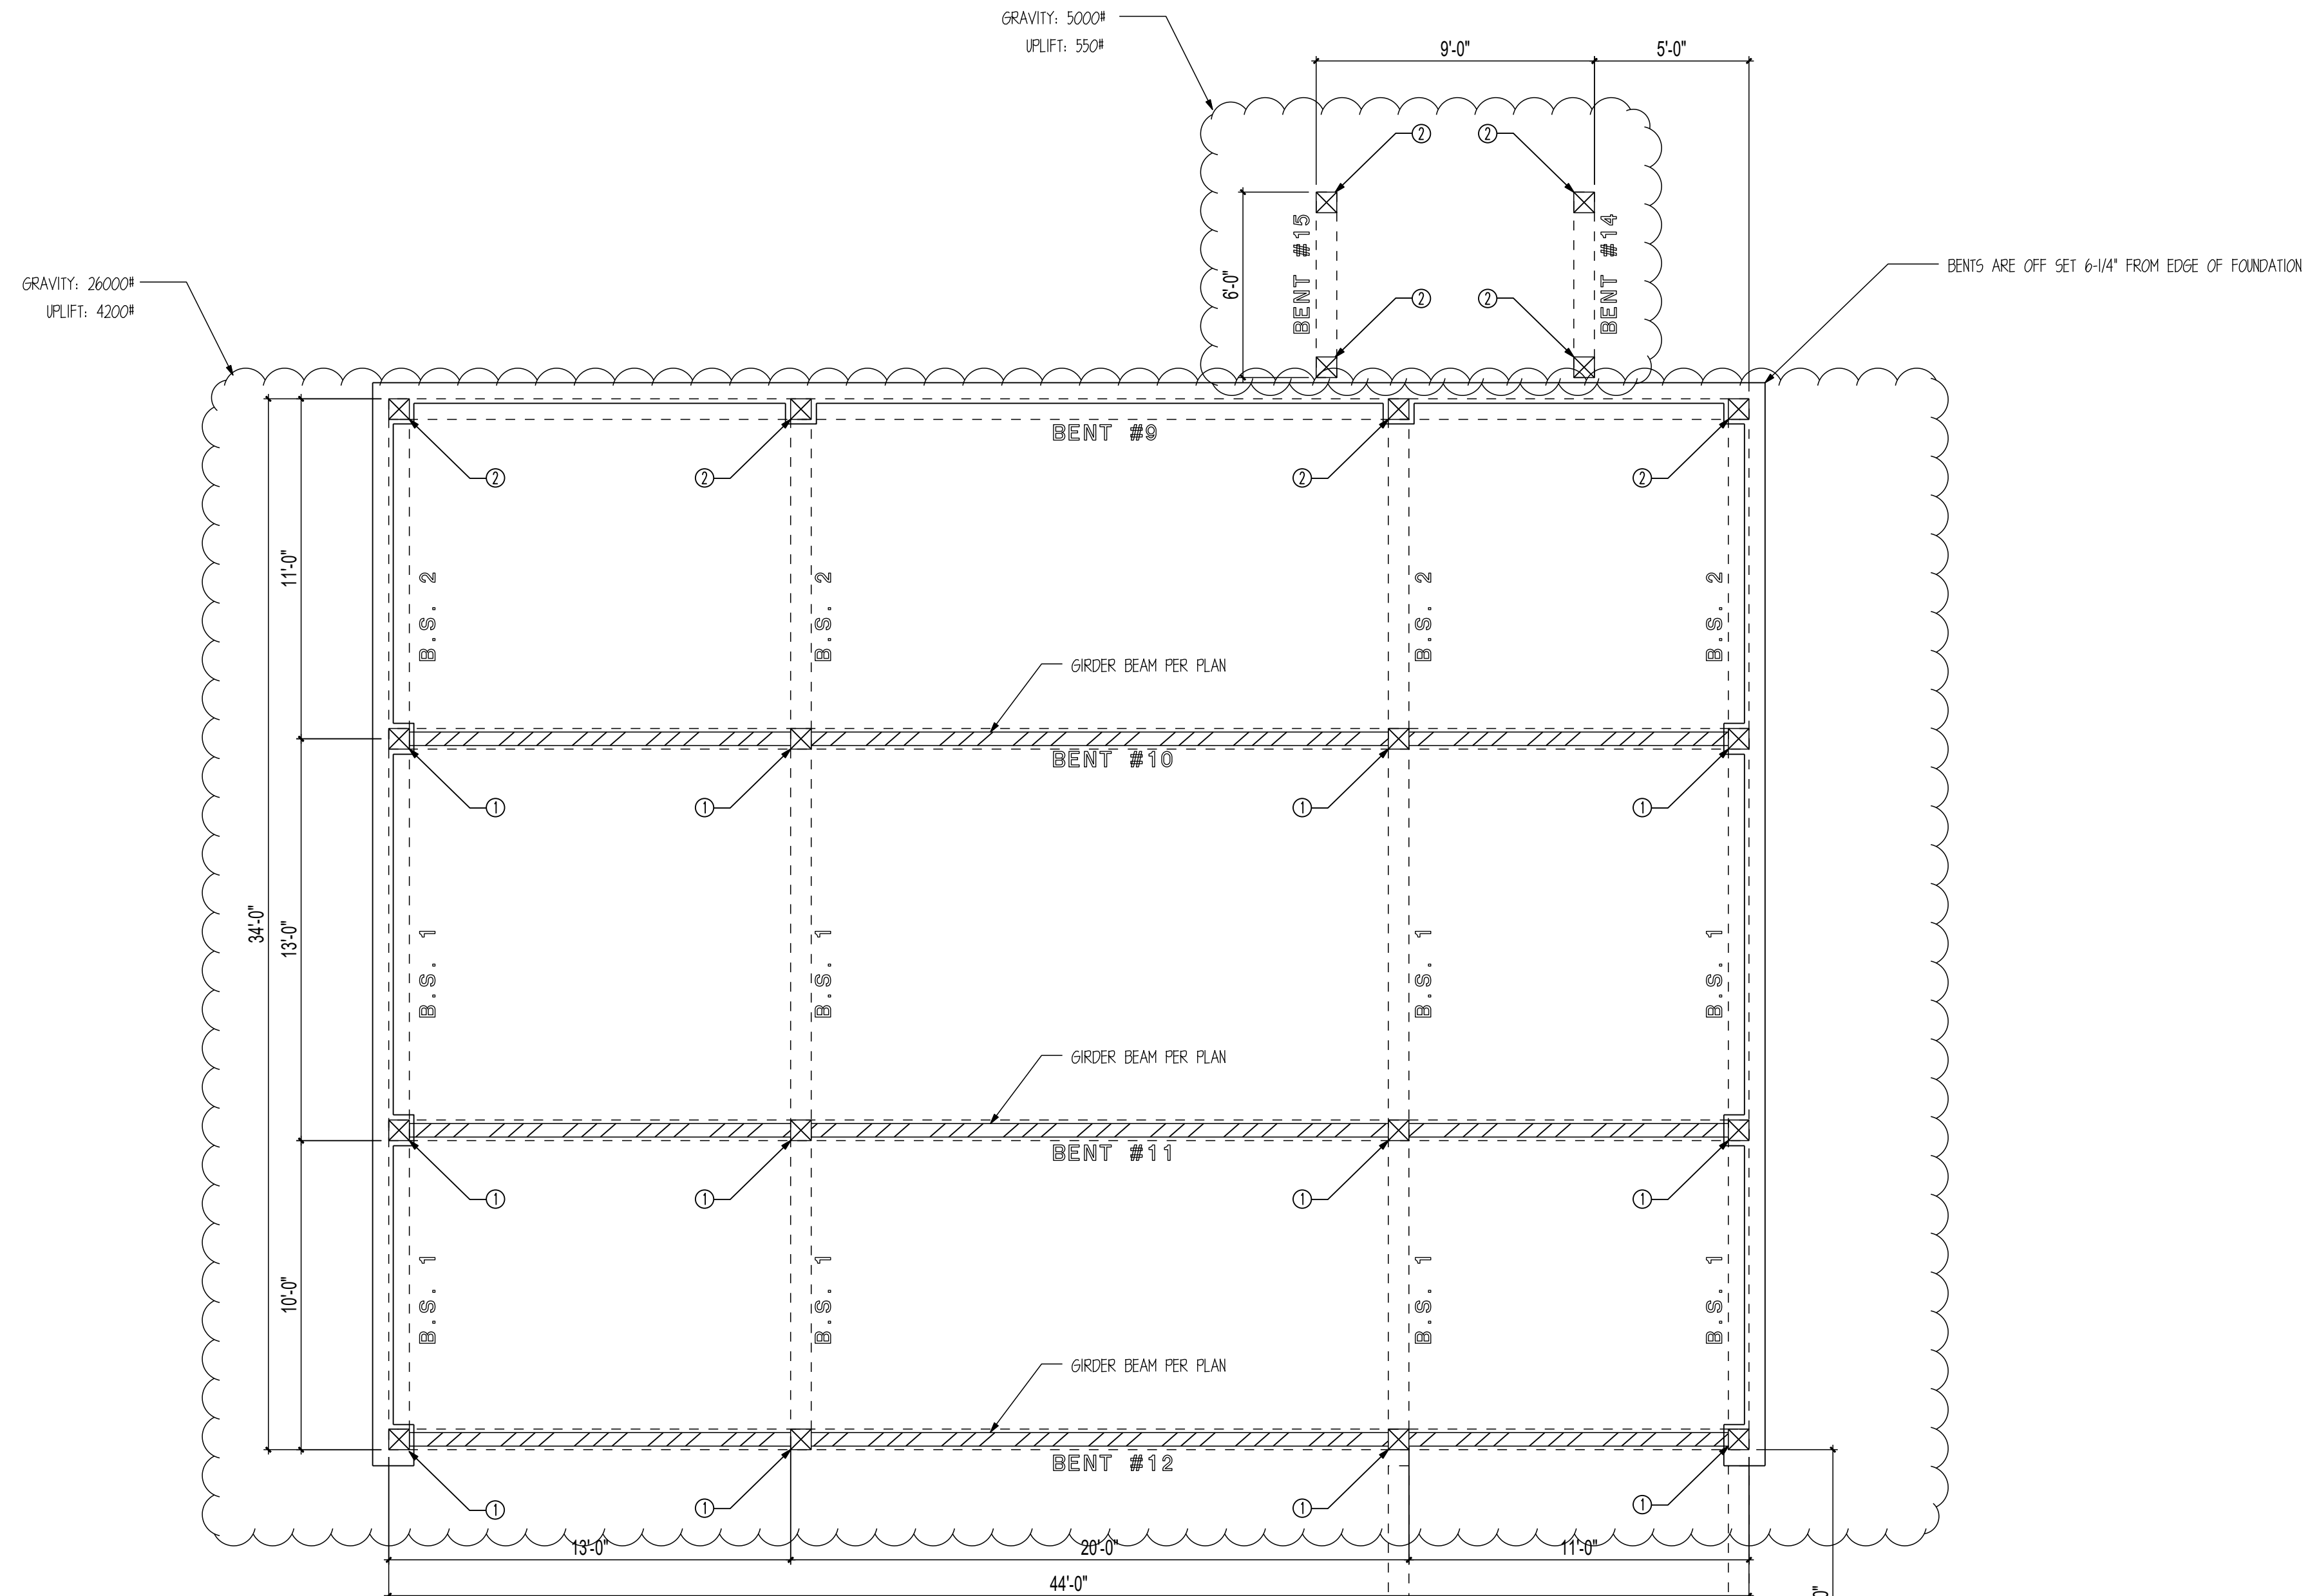 GRAVITY: 5000#
UPLIFT: 550#
9'-0"
5'-0"
2
2
BENT #15
BENT #14
6'-0"
2
2
BENTS ARE OFF SET 6-1/4" FROM EDGE OF FOUNDATION
GRAVITY: 26000#
UPLIFT: 4200#
BENT #9
2
2
2
2
11'-0"
B.S. 2
B.S. 2
B.S. 2
B.S. 2
GIRDER BEAM PER PLAN
BENT #10
1
1
1
1
34'-0"
13'-0"
B.S. 1
B.S. 1
B.S. 1
B.S. 1
GIRDER BEAM PER PLAN
BENT #11
1
1
1
1
10'-0"
B.S. 1
B.S. 1
B.S. 1
B.S. 1
GIRDER BEAM PER PLAN
BENT #12
1
1
1
1
13'-0"
20'-0"
11'-0"
44'-0"